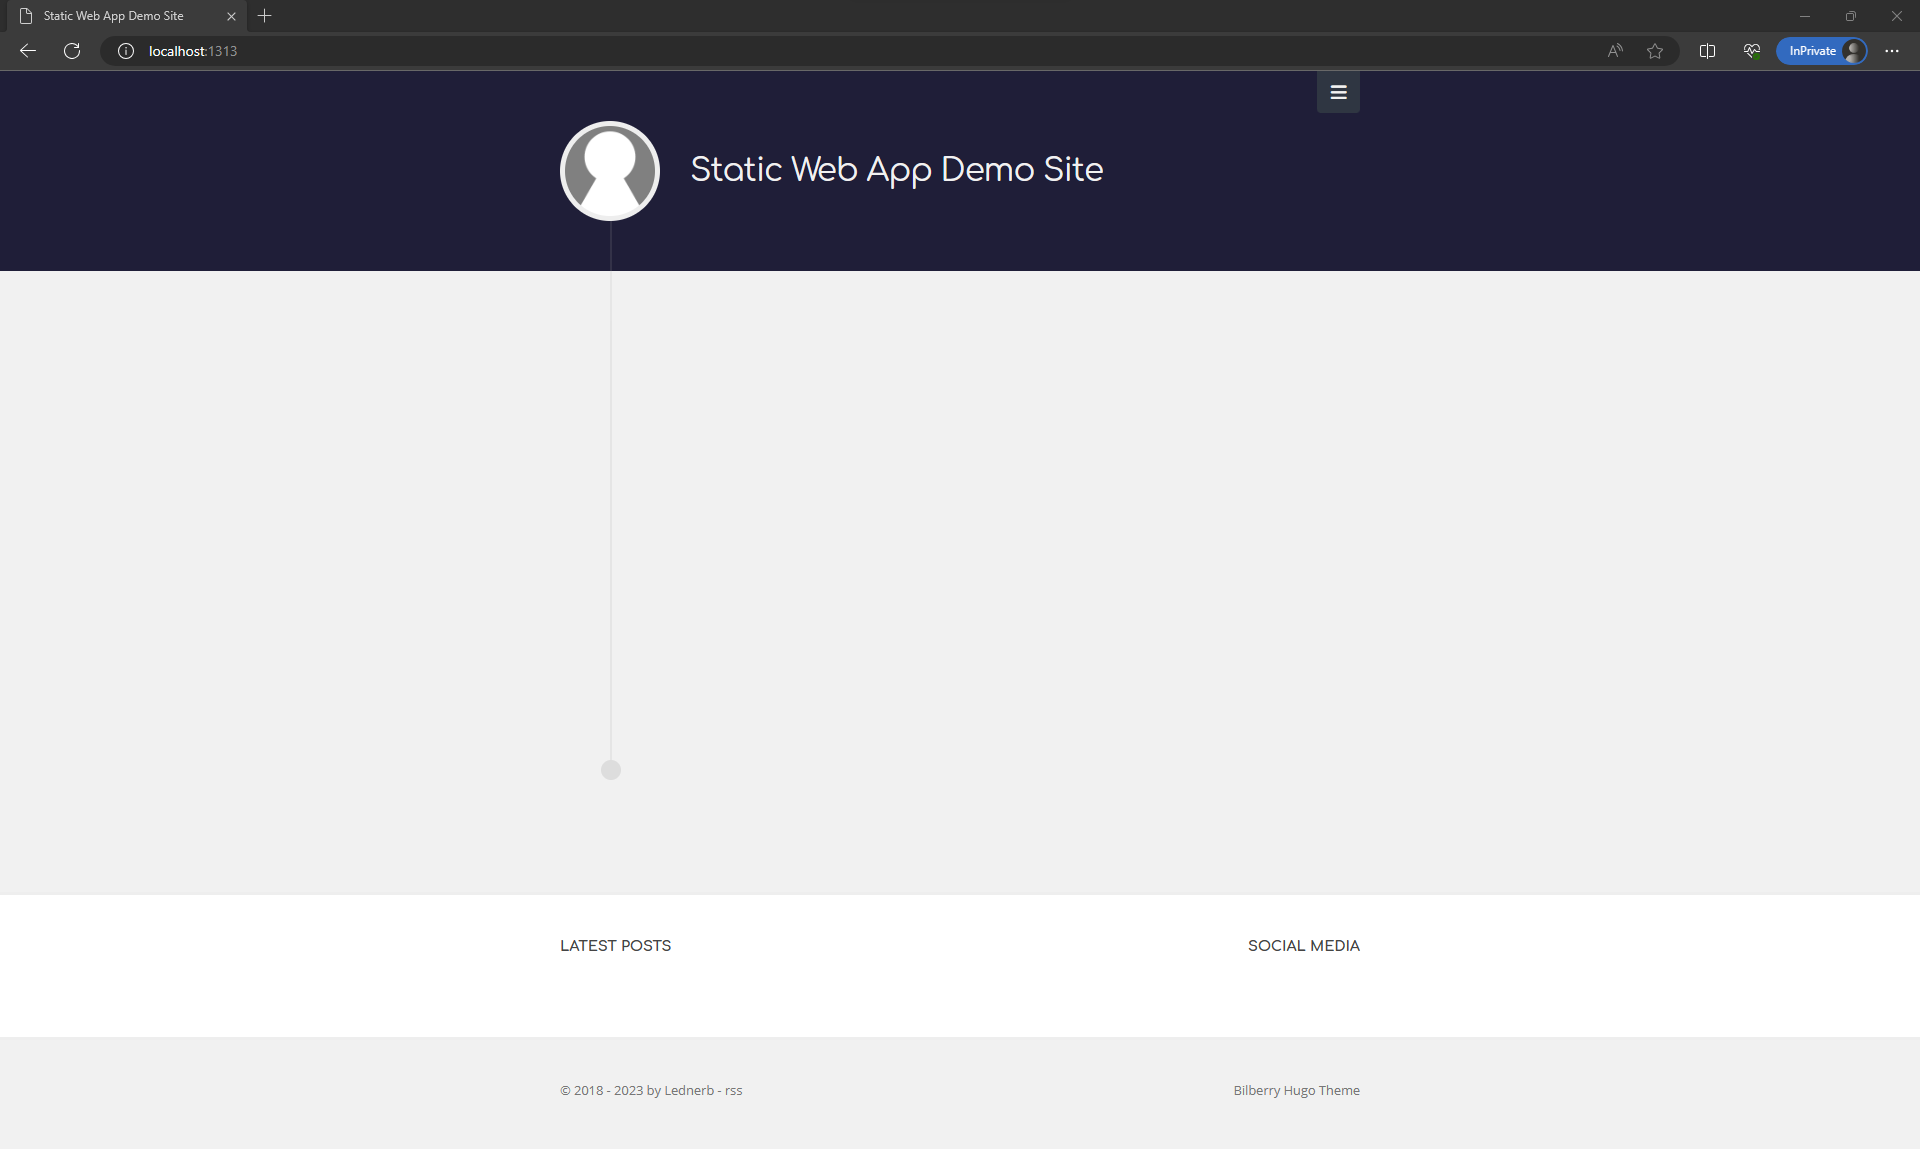 Static Web App Demo Site
localhost:1313
InPrivate
Static Web App Demo Site
LATEST POSTS
SOCIAL MEDIA
© 2018 - 2023 by Lednerb - rss
Bilberry Hugo Theme